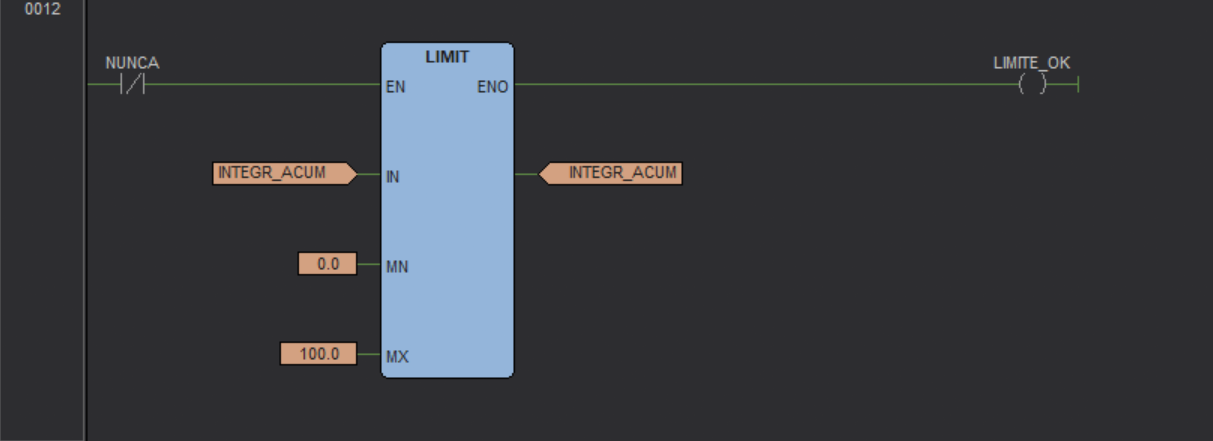 0012
NUNCA
LIMIT
LIMITE_OK
EN ENO
INTEGR_ACUM IN INTEGR_ACUM
0.0 MN
100.0 MX